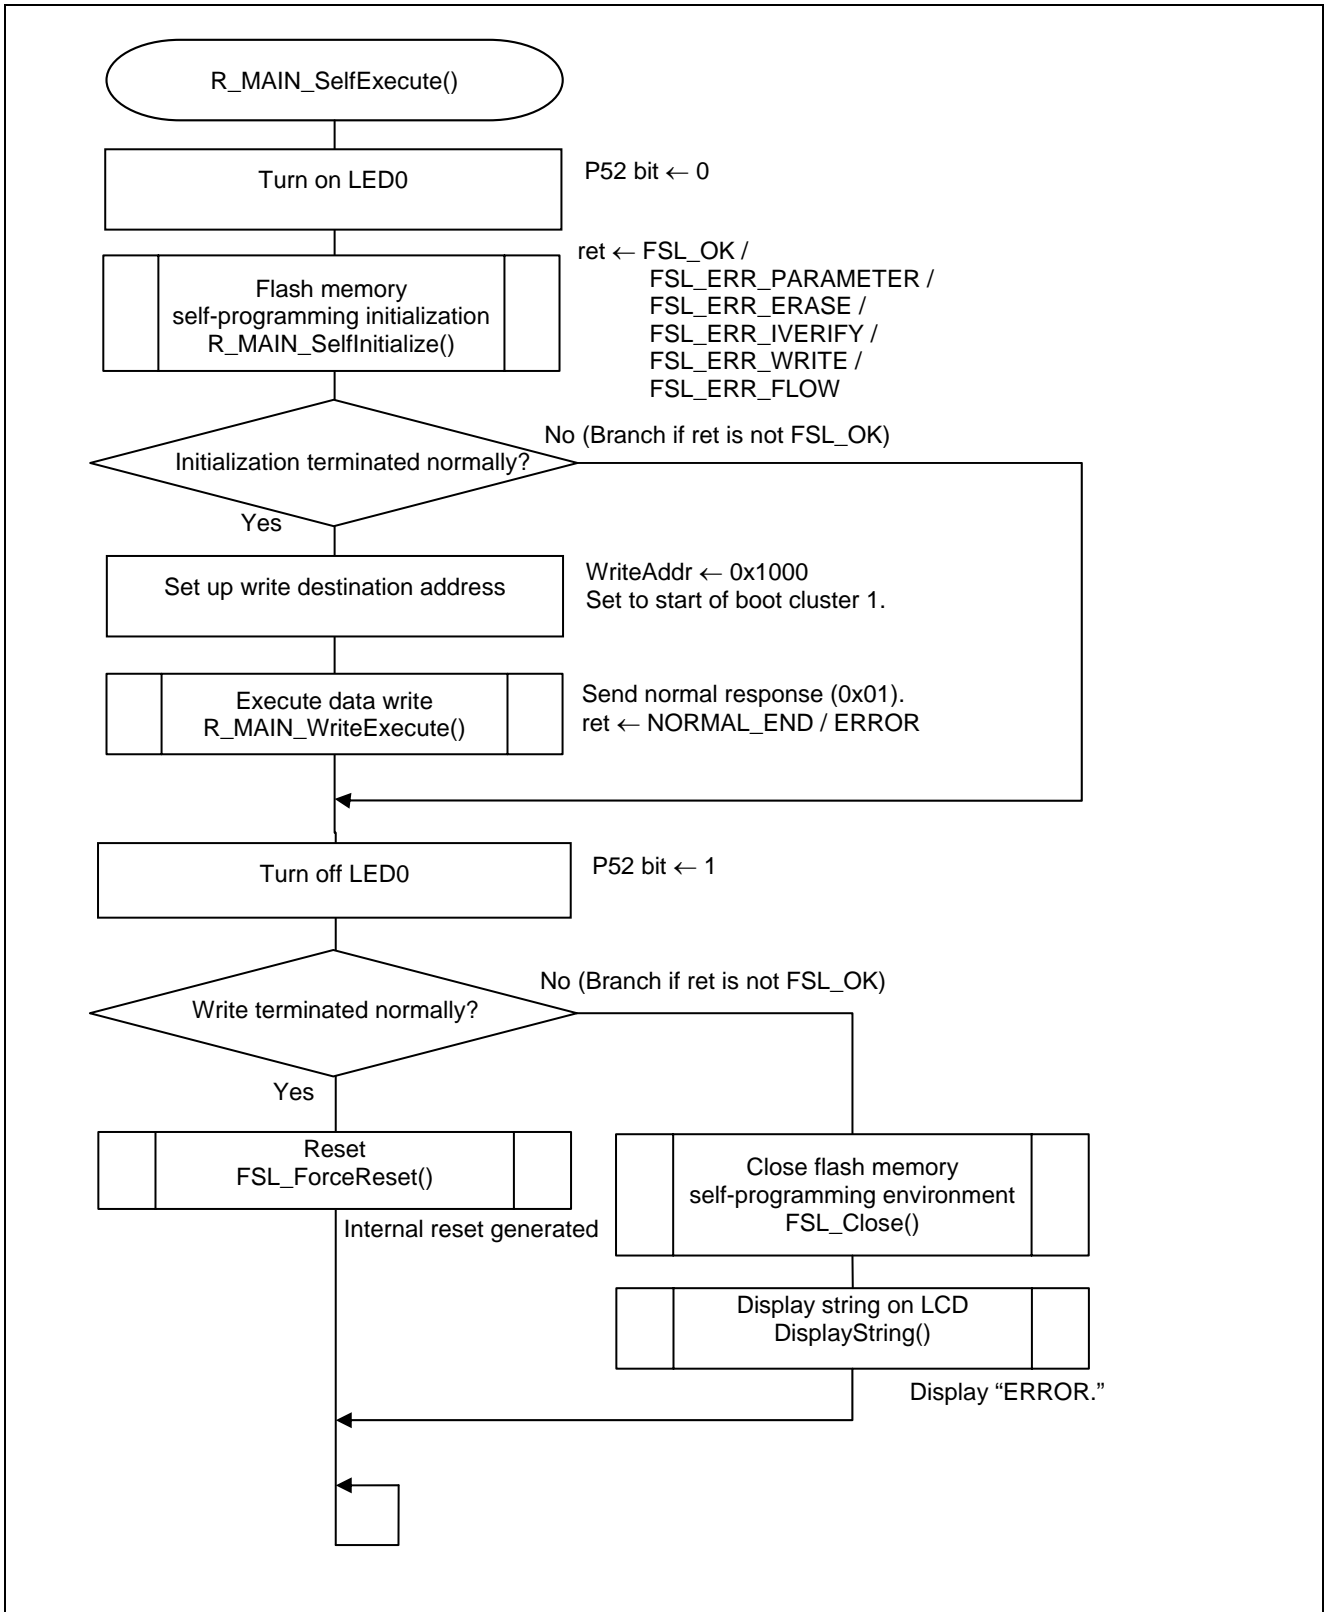 R_MAIN_SelfExecute()
Turn on LED0
P52 bit ← 0
Flash memory
self-programming initialization
R_MAIN_SelfInitialize()
ret ← FSL_OK /
FSL_ERR_PARAMETER /
FSL_ERR_ERASE /
FSL_ERR_IVERIFY /
FSL_ERR_WRITE /
FSL_ERR_FLOW
No (Branch if ret is not FSL_OK)
Initialization terminated normally?
Yes
Set up write destination address
WriteAddr ← 0x1000
Set to start of boot cluster 1.
Execute data write
R_MAIN_WriteExecute()
Send normal response (0x01).
ret ← NORMAL_END / ERROR
Turn off LED0
P52 bit ← 1
No (Branch if ret is not FSL_OK)
Write terminated normally?
Yes
Reset
FSL_ForceReset()
Internal reset generated
Close flash memory
self-programming environment
FSL_Close()
Display string on LCD
DisplayString()
Display “ERROR.”